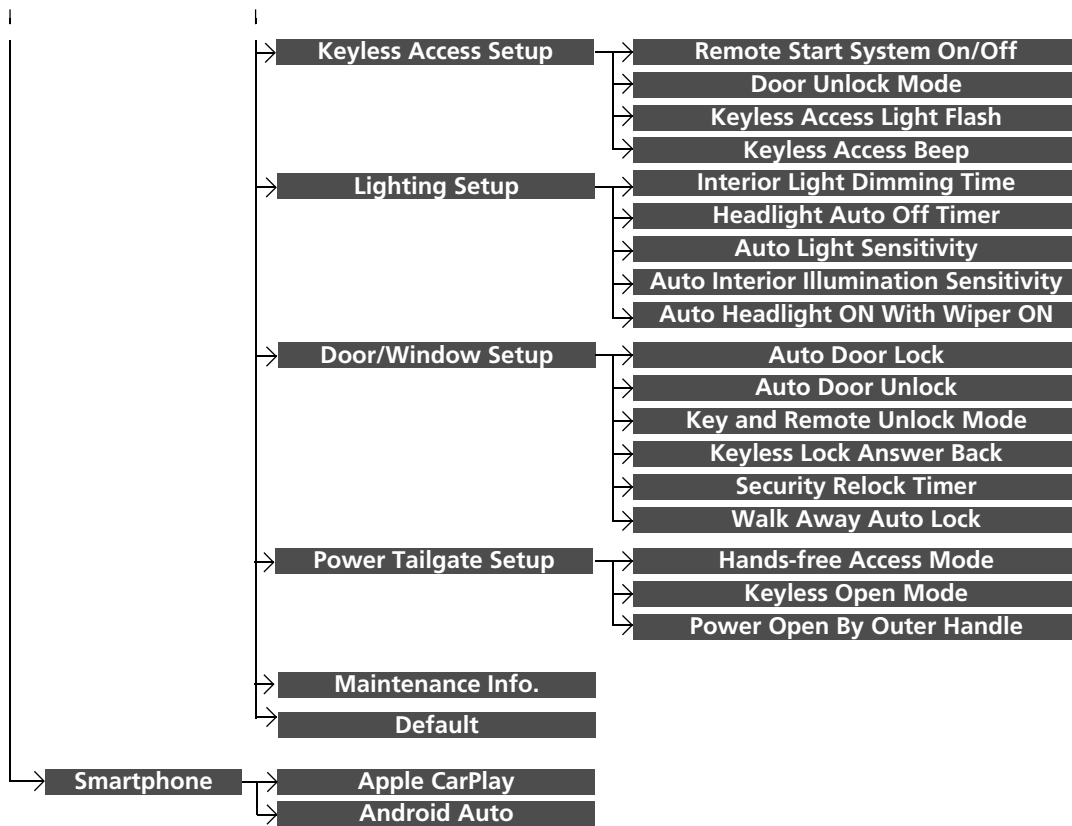 Keyless Access Setup
Remote Start System On/Off
Door Unlock Mode
Keyless Access Light Flash
Keyless Access Beep
Lighting Setup
Interior Light Dimming Time
Headlight Auto Off Timer
Auto Light Sensitivity
Auto Interior Illumination Sensitivity
Auto Headlight ON With Wiper ON
Door/Window Setup
Auto Door Lock
Auto Door Unlock
Key and Remote Unlock Mode
Keyless Lock Answer Back
Security Relock Timer
Walk Away Auto Lock
Power Tailgate Setup
Hands-free Access Mode
Keyless Open Mode
Power Open By Outer Handle
Maintenance Info.
Default
Smartphone
Apple CarPlay
Android Auto